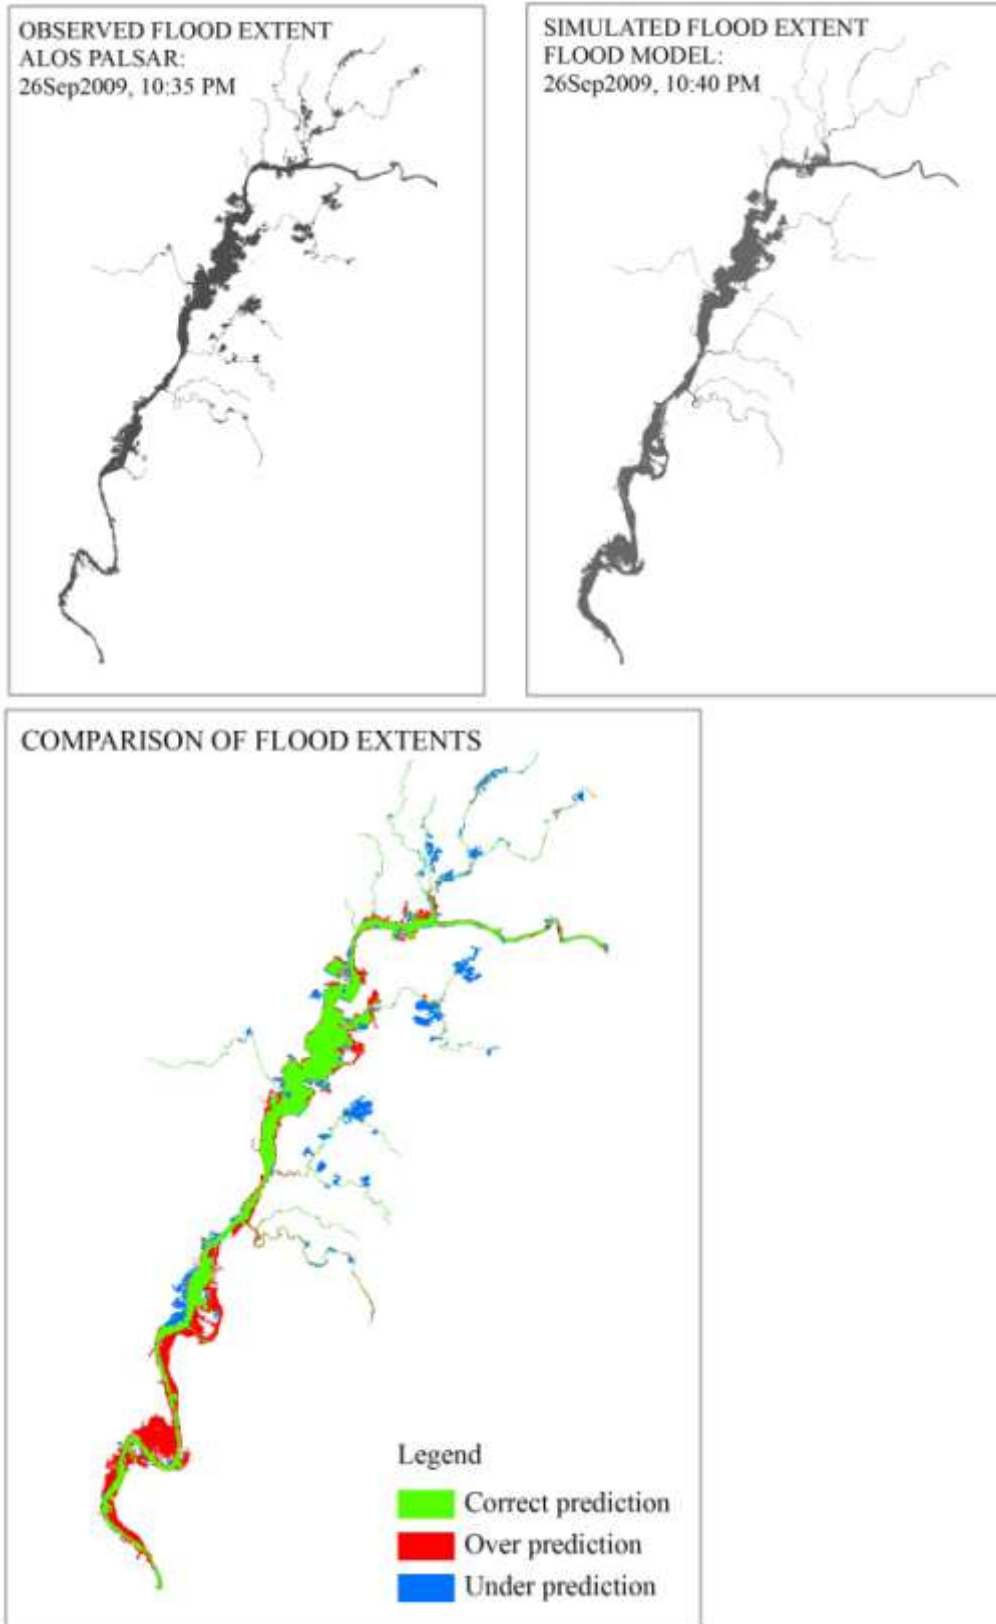 OBSERVED FLOOD EXTENT
ALOS PALSAR:
26Sep2009, 10:35 PM
SIMULATED FLOOD EXTENT
FLOOD MODEL:
26Sep2009, 10:40 PM
COMPARISON OF FLOOD EXTENTS
Legend
Correct prediction
Over prediction
Under prediction